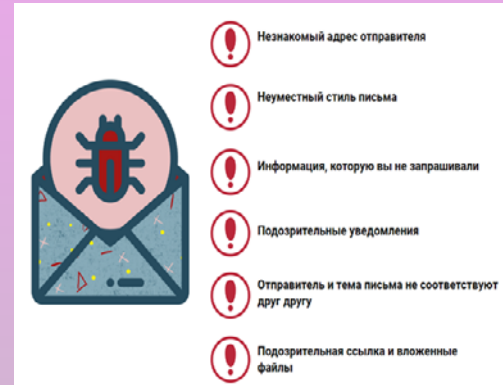 Незнакомый адрес отправителя
Неуместный стиль письма
Информация, которую вы не запрашивали
Подозрительные уведомления
Отправитель и тема письма не соответствуют
друг другу
Подозрительная ссылка и вложенные
файлы